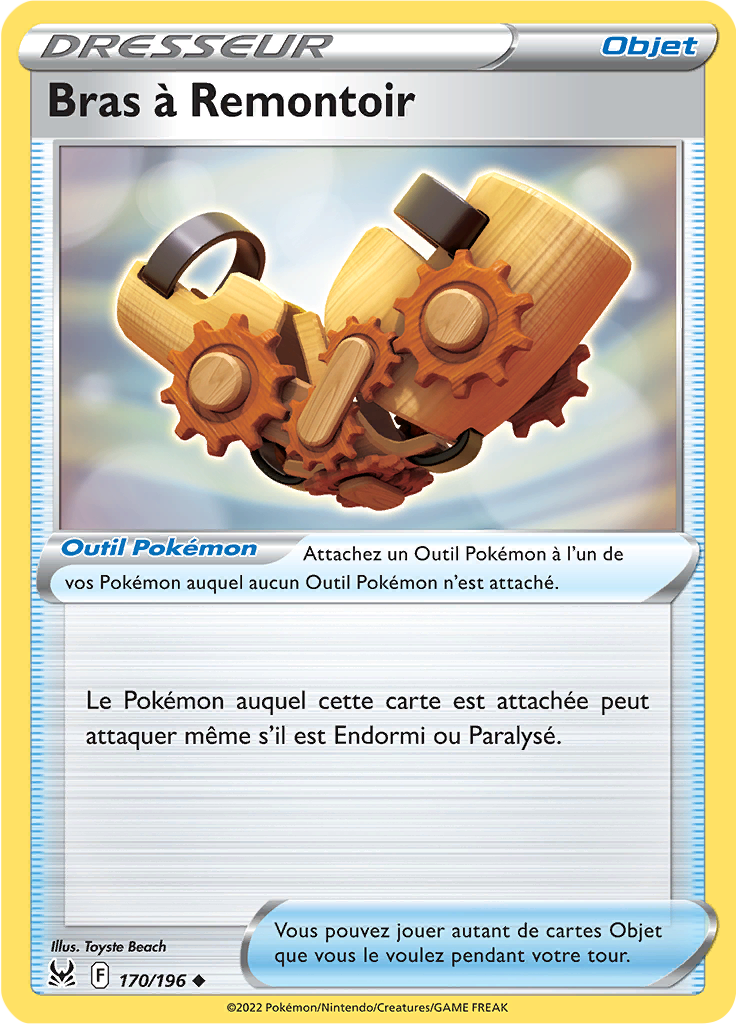 DRESSEUR
Objet
Bras à Remontoir
Outil Pokémon
Attachez un Outil Pokémon à l'un de
vos Pokémon auquel aucun Outil Pokémon n'est attaché.
Le Pokémon auquel cette carte est attachée peut
attaquer même s'il est Endormi ou Paralysé.
Vous pouvez jouer autant de cartes Objet
que vous le voulez pendant votre tour.
Illus. Toyste Beach
F 170/196 ◆
©2022 Pokémon/Nintendo/Creatures/GAME FREAK